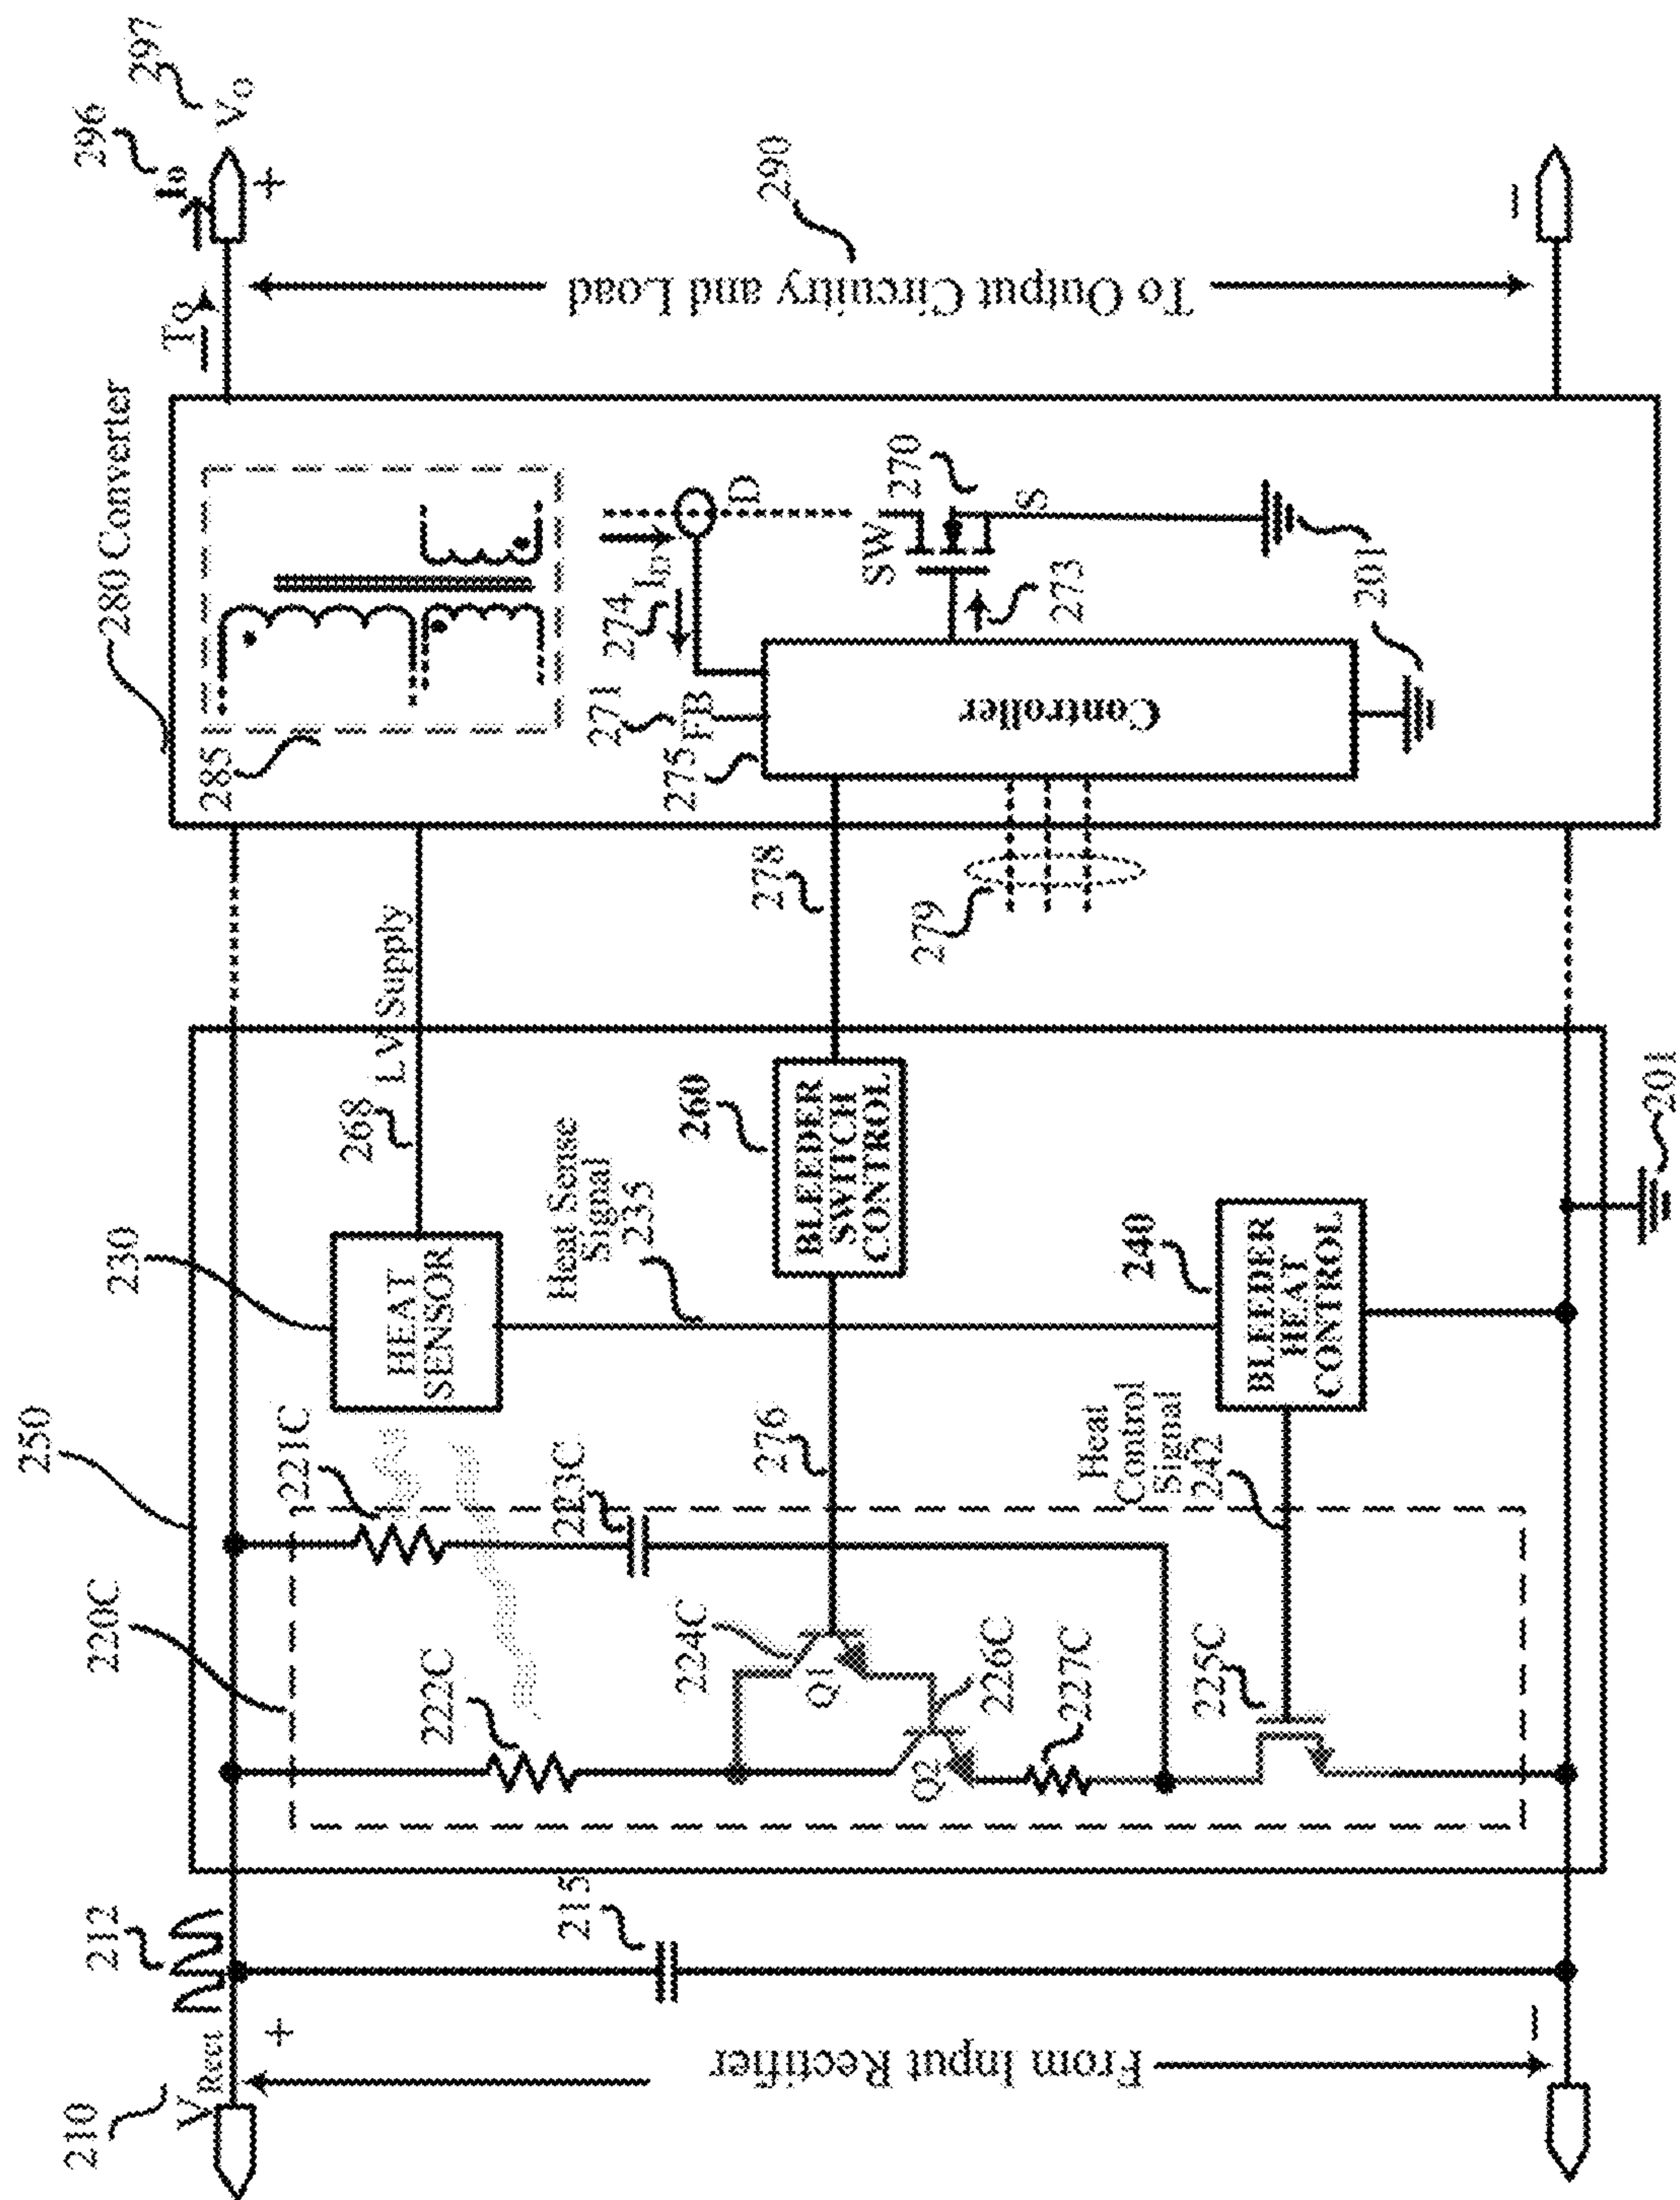 210
V Rect
212
+
From Input Rectifier
−
215
250
220C
222C
221C
223C
224C
Q1
226C
Q2
227C
225C
276
Heat
Control
Signal
242
230
HEAT
SENSOR
268
LV Supply
Heat Sense
Signal
235
260
BLEEDER
SWITCH
CONTROL
240
BLEEDER
HEAT
CONTROL
201
278
279
280 Converter
285
275
271
FB
274
ID
D
SW
270
S
273
Controller
201
To
296
Io
297
VO
+
To Output Circuitry and Load
290
−